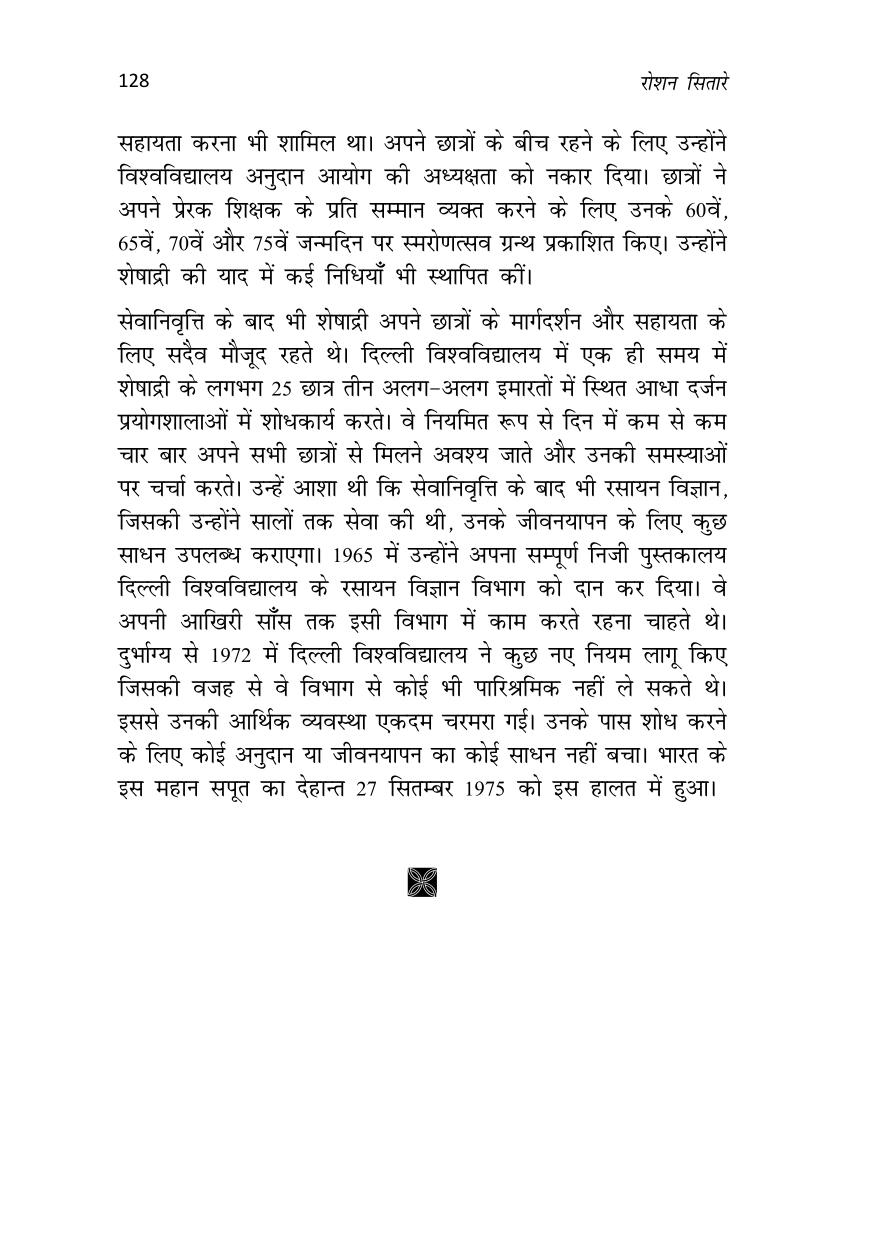 128 रोशन सितारे
सहायता करना भी शामिल था। अपने छात्रों के बीच रहने के लिए उन्होंने
विश्वविद्यालय अनुदान आयोग की अध्यक्षता को नकार दिया। छात्रों ने
अपने प्रेरक शिक्षक के प्रति सम्मान व्यक्त करने के लिए उनके 60वें,
65वें, 70वें और 75वें जन्मदिन पर स्मरोणत्सव ग्रन्थ प्रकाशित किए। उन्होंने
शेषाद्री की याद में कई निधियाँ भी स्थापित कीं।
सेवानिवृत्ति के बाद भी शेषाद्री अपने छात्रों के मार्गदर्शन और सहायता के
लिए सदैव मौजूद रहते थे। दिल्ली विश्वविद्यालय में एक ही समय में
शेषाद्री के लगभग 25 छात्र तीन अलग-अलग इमारतों में स्थित आधा दर्जन
प्रयोगशालाओं में शोधकार्य करते। वे नियमित रूप से दिन में कम से कम
चार बार अपने सभी छात्रों से मिलने अवश्य जाते और उनकी समस्याओं
पर चर्चा करते। उन्हें आशा थी कि सेवानिवृत्ति के बाद भी रसायन विज्ञान,
जिसकी उन्होंने सालों तक सेवा की थी, उनके जीवनयापन के लिए कुछ
साधन उपलब्ध कराएगा। 1965 में उन्होंने अपना सम्पूर्ण निजी पुस्तकालय
दिल्ली विश्वविद्यालय के रसायन विज्ञान विभाग को दान कर दिया। वे
अपनी आखिरी साँस तक इसी विभाग में काम करते रहना चाहते थे।
दुर्भाग्य से 1972 में दिल्ली विश्वविद्यालय ने कुछ नए नियम लागू किए
जिसकी वजह से वे विभाग से कोई भी पारिश्रमिक नहीं ले सकते थे।
इससे उनकी आर्थिक व्यवस्था एकदम चरमरा गई। उनके पास शोध करने
के लिए कोई अनुदान या जीवनयापन का कोई साधन नहीं बचा। भारत के
इस महान सपूत का देहान्त 27 सितम्बर 1975 को इस हालत में हुआ।